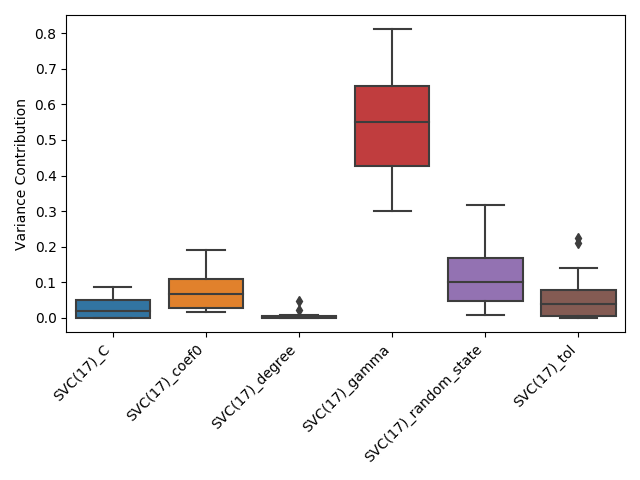 Variance Contribution
0.8
0.7
0.6
0.5
0.4
0.3
0.2
0.1
0.0
SVC(17)_C
SVC(17)_coef0
SVC(17)_degree
SVC(17)_gamma
SVC(17)_random_state
SVC(17)_tol